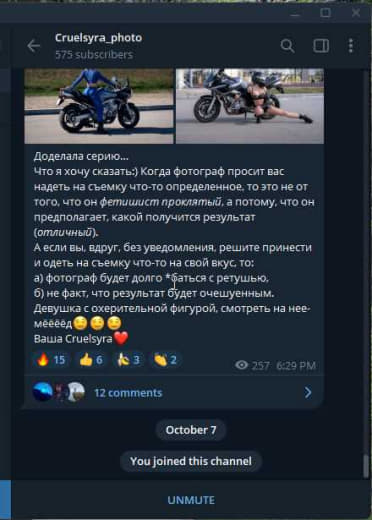 Cruelsyra_photo
575 subscribers
Доделала серию...
Что я хочу сказать:) Когда фотограф просит вас
надеть на съемку что-то определенное, то это не от
того, что он фетишист проклятый, а потому, что он
предполагает, какой получится результат
(отличный).
А если вы, вдруг, без уведомления, решите принести
и одеть на съемку что-то на свой вкус, то:
а) фотограф будет долго *баться с ретушью,
б) не факт, что результат будет очешуенным.
Девушка с охерительной фигурой, смотреть на нее-
мёёёёд😏😏😏
Ваша Cruelsyra❤️
🔥 15 👍 6 🍌 3 👏 2
257 6:29 PM
12 comments
October 7
You joined this channel
UNMUTE